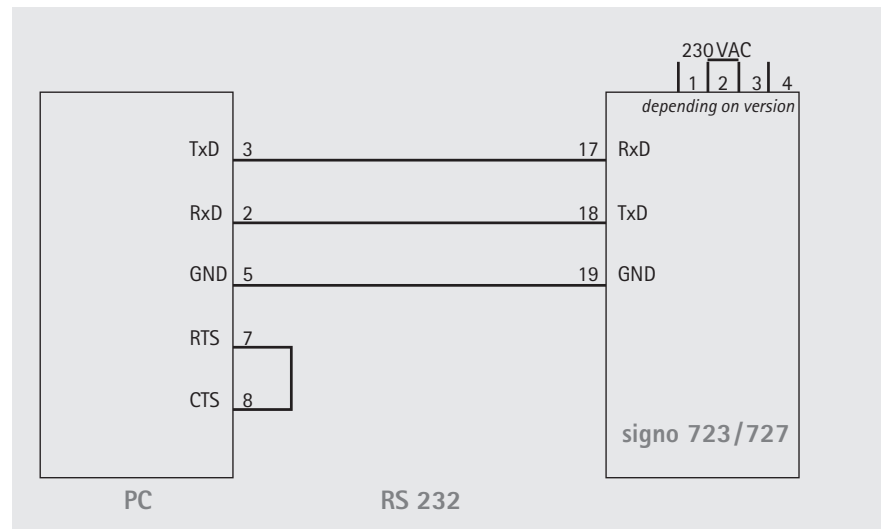 230 VAC
1 2 3 4
depending on version
TxD 3 17 RxD
RxD 2 18 TxD
GND 5 19 GND
RTS 7
CTS 8
signo 723/727
PC RS 232